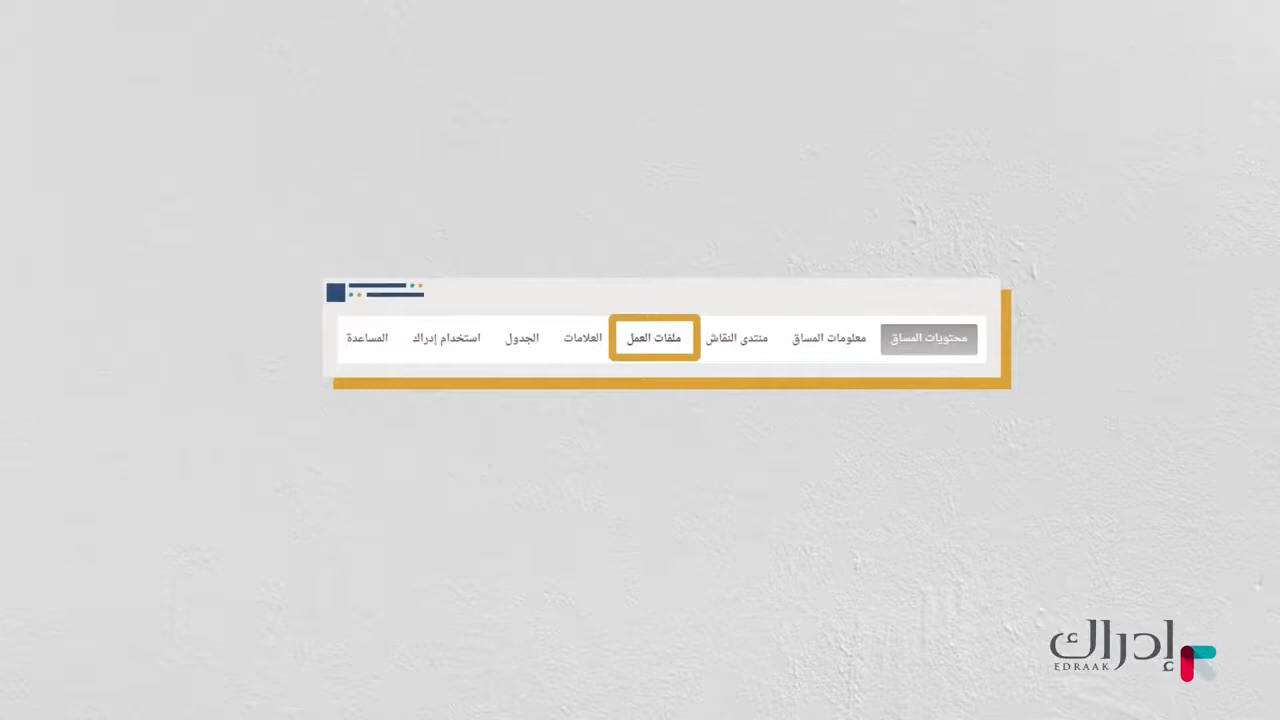 محتويات المساق معلومات المساق منتدى النقاش ملفات العمل العلامات الجدول استخدام إدراك المساعدة
إدراك
EDRAAK